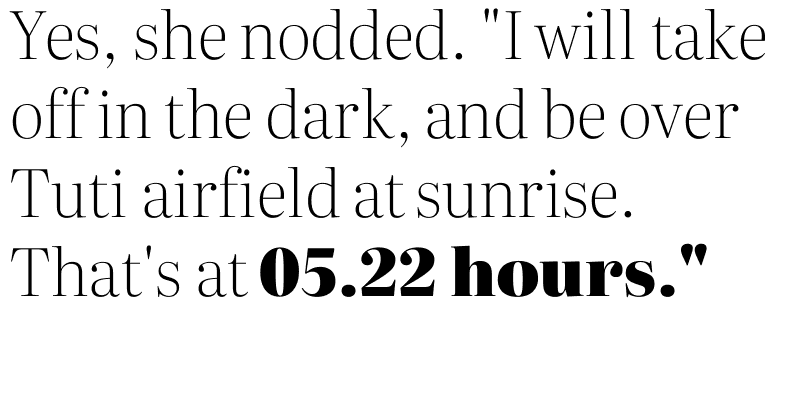 Yes, she nodded. "I will take
off in the dark, and be over
Tuti airfield at sunrise.
That's at 05.22 hours."